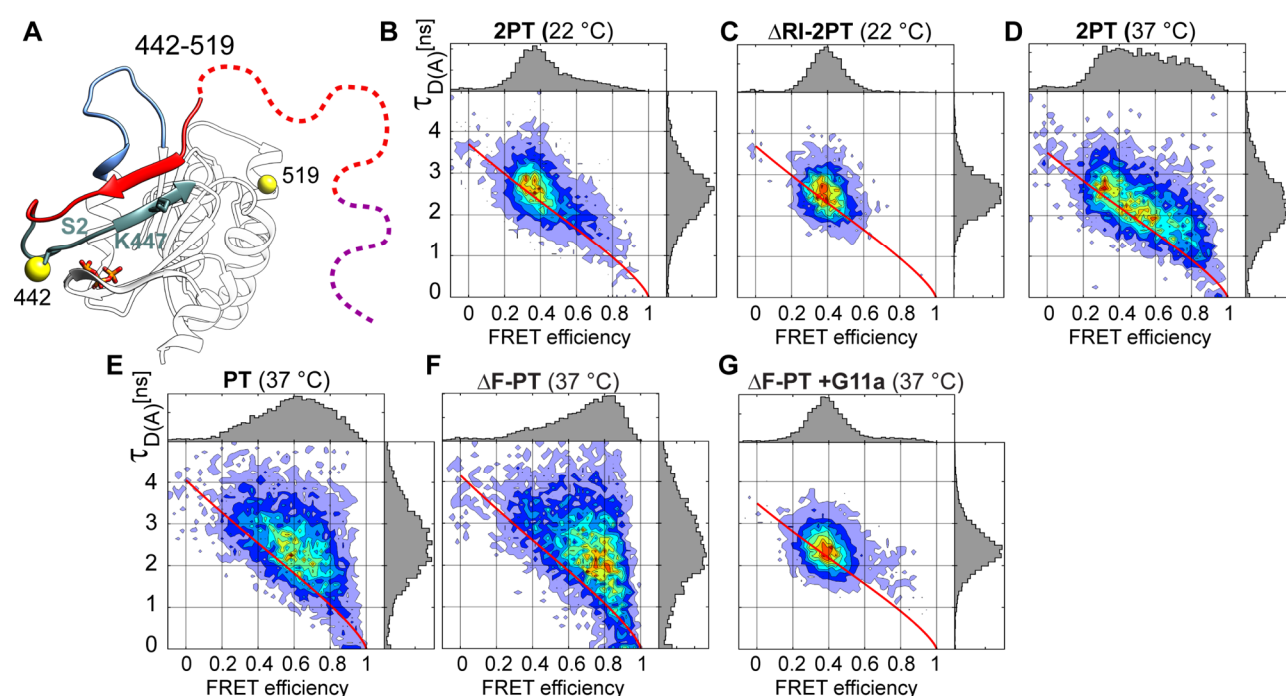 A
442-519
S2
K447
519
442
B
2PT (22 °C)
τD(A)[ns]
4
3
2
1
0
0 0.2 0.4 0.6 0.8 1
FRET efficiency
C
ΔRI-2PT (22 °C)
0 0.2 0.4 0.6 0.8 1
FRET efficiency
D
2PT (37 °C)
0 0.2 0.4 0.6 0.8 1
FRET efficiency
E
PT (37 °C)
τD(A)[ns]
4
3
2
1
0
0 0.2 0.4 0.6 0.8 1
FRET efficiency
F
ΔF-PT (37 °C)
0 0.2 0.4 0.6 0.8 1
FRET efficiency
G
ΔF-PT +G11a (37 °C)
0 0.2 0.4 0.6 0.8 1
FRET efficiency